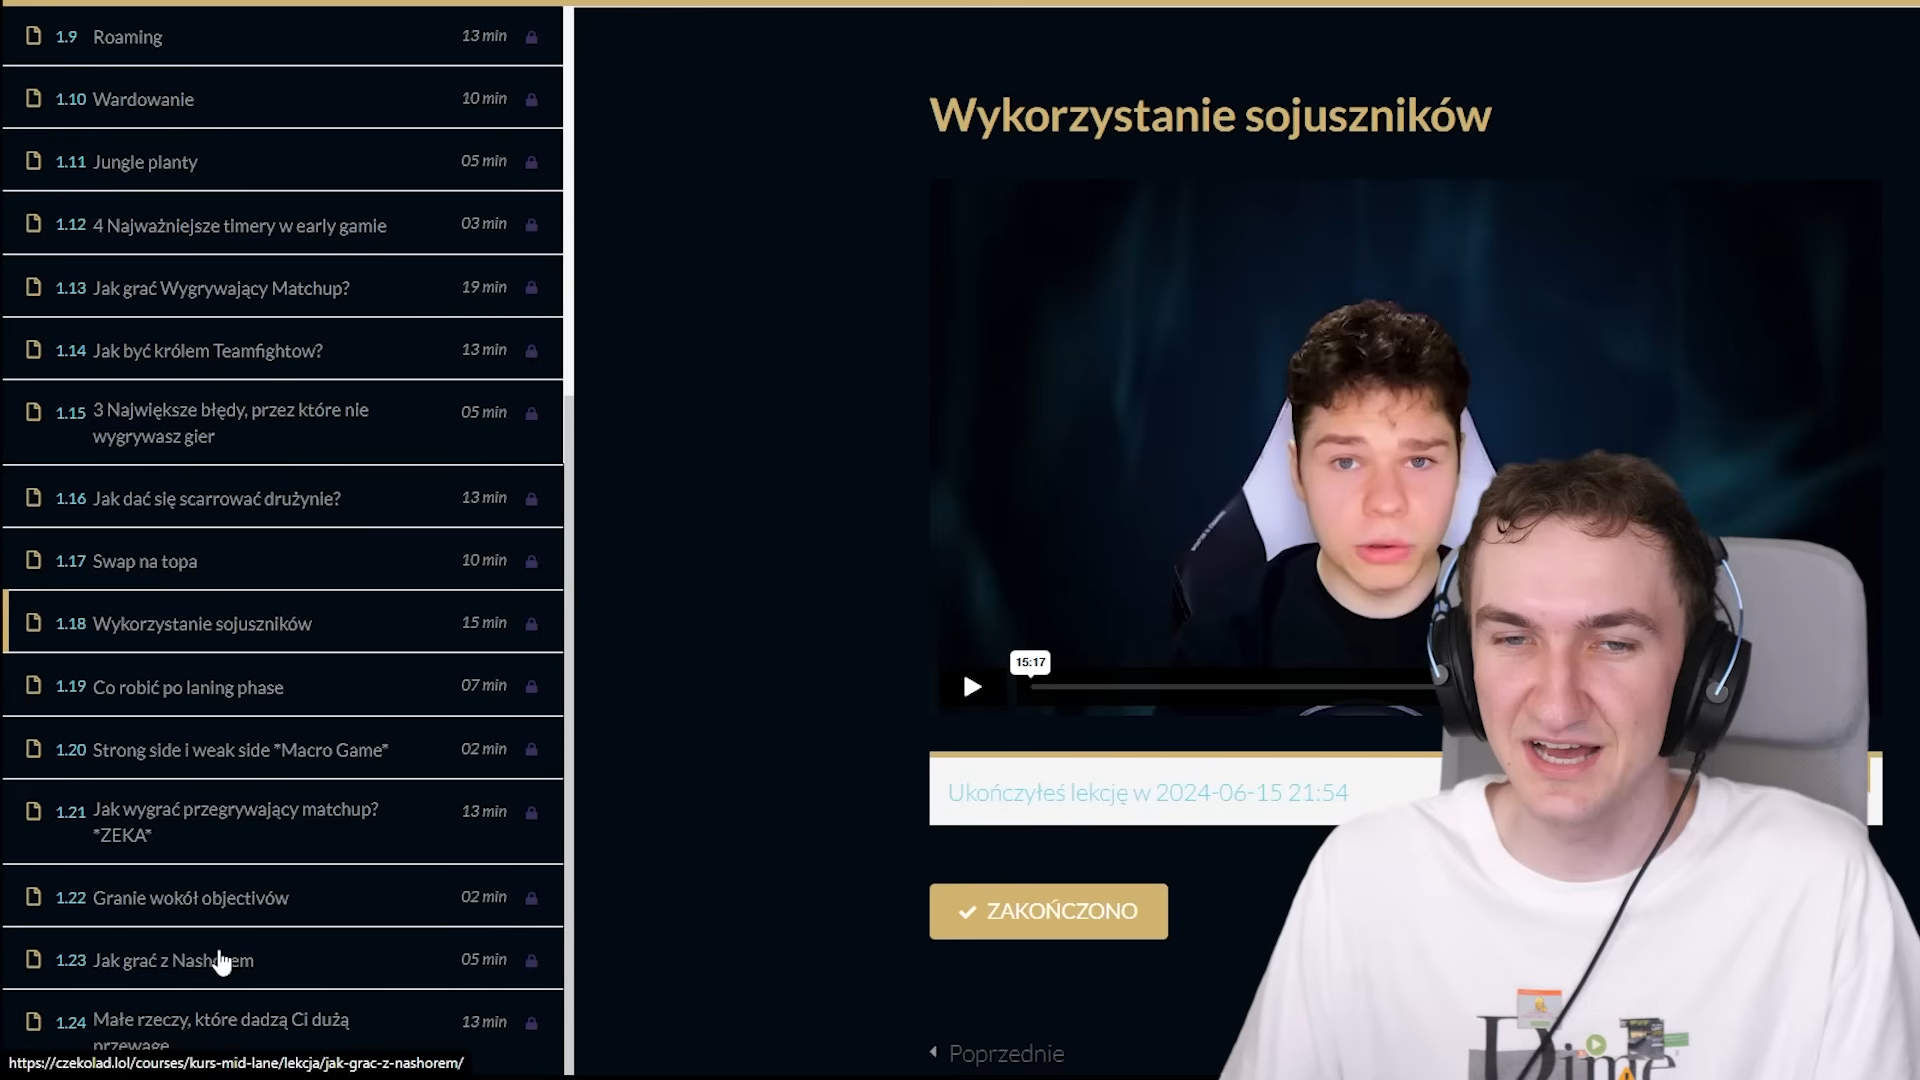 1.9 Roaming 13 min
1.10 Wardowanie 10 min
1.11 Jungle planty 05 min
1.12 4 Najważniejsze timery w early gamie 03 min
1.13 Jak grać Wygrywający Matchup? 19 min
1.14 Jak być królem Teamfightow? 13 min
1.15 3 Największe błędy, przez które nie 05 min
wygrywasz gier
1.16 Jak dać się scarrować drużynie? 13 min
1.17 Swap na topa 10 min
1.18 Wykorzystanie sojuszników 15 min
1.19 Co robić po laning phase 07 min
1.20 Strong side i weak side *Macro Game* 02 min
1.21 Jak wygrać przegrywający matchup? 13 min
*ZEKA*
1.22 Granie wokół objectivów 02 min
1.23 Jak grać z Nashorem 05 min
1.24 Małe rzeczy, które dadzą Ci dużą 13 min
przewagę
https://czekolad.lol/courses/kurs-mid-lane/lekcja/jak-grac-z-nashorem/
Wykorzystanie sojuszników
15:17
Ukończyłeś lekcję w 2024-06-15 21:54
ZAKOŃCZONO
Poprzednie
Dime